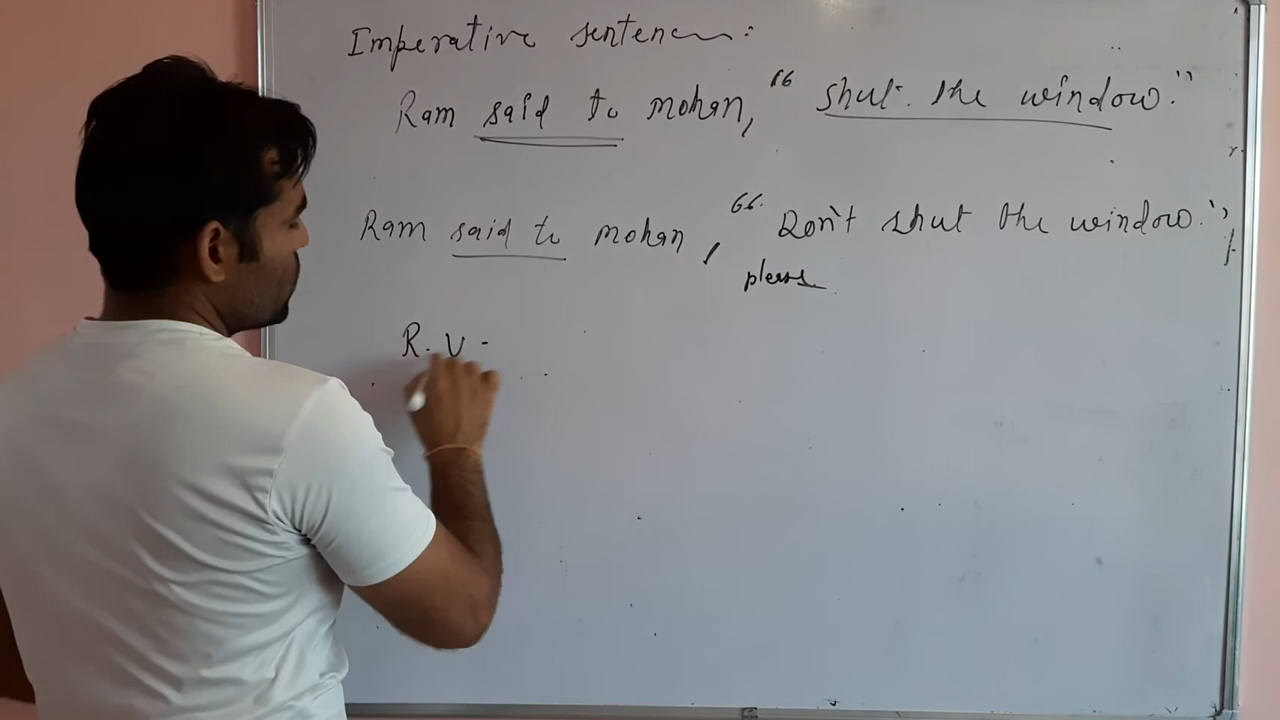 Imperative sentence:
Ram said to mohan, "shut. the window."
Ram said to mohan, "Don't shut the window."
please
R. V -